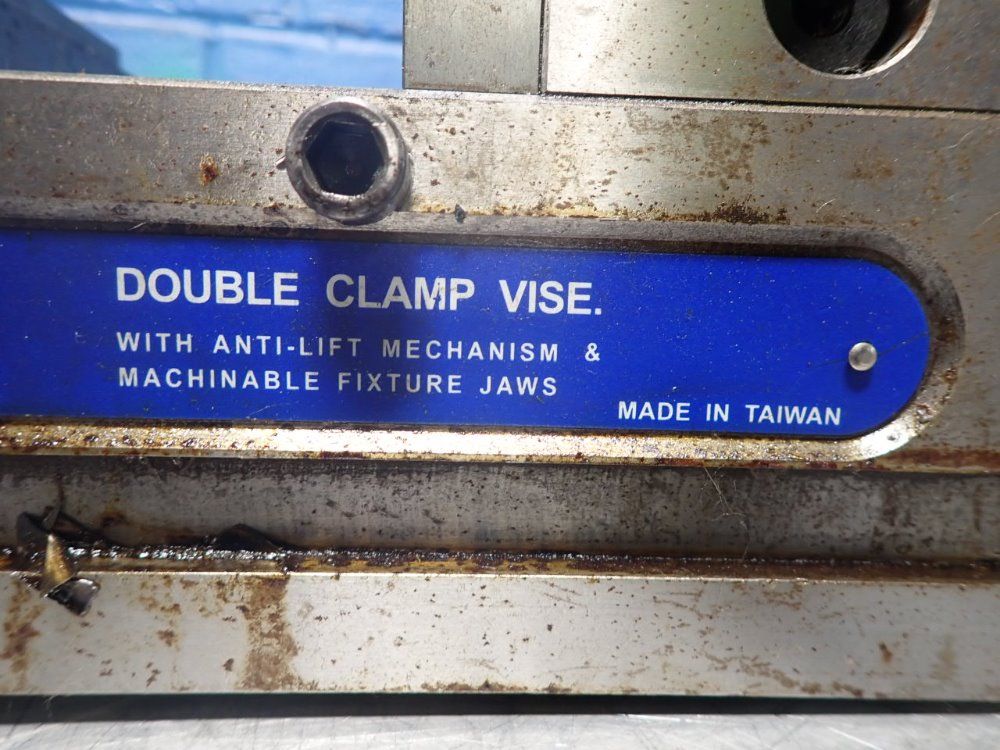 DOUBLE CLAMP VISE.
WITH ANTI-LIFT MECHANISM &
MACHINABLE FIXTURE JAWS
MADE IN TAIWAN